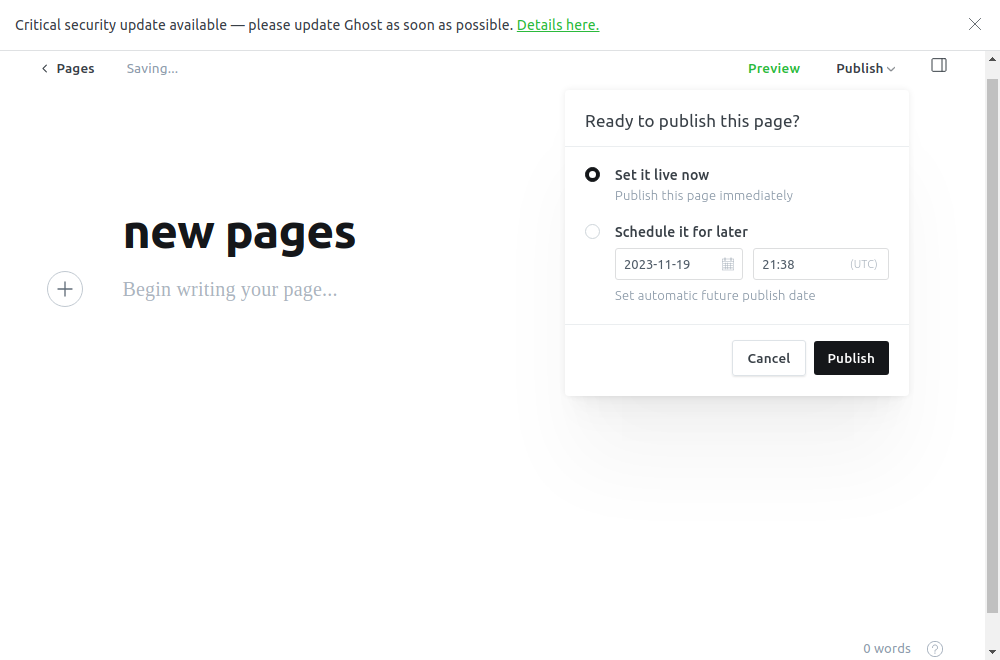 Critical security update available — please update Ghost as soon as possible. Details here.
Pages Saving... Preview Publish
Ready to publish this page?
Set it live now
Publish this page immediately
Schedule it for later
2023-11-19 21:38 (UTC)
Set automatic future publish date
Cancel Publish
new pages
Begin writing your page...
0 words ?